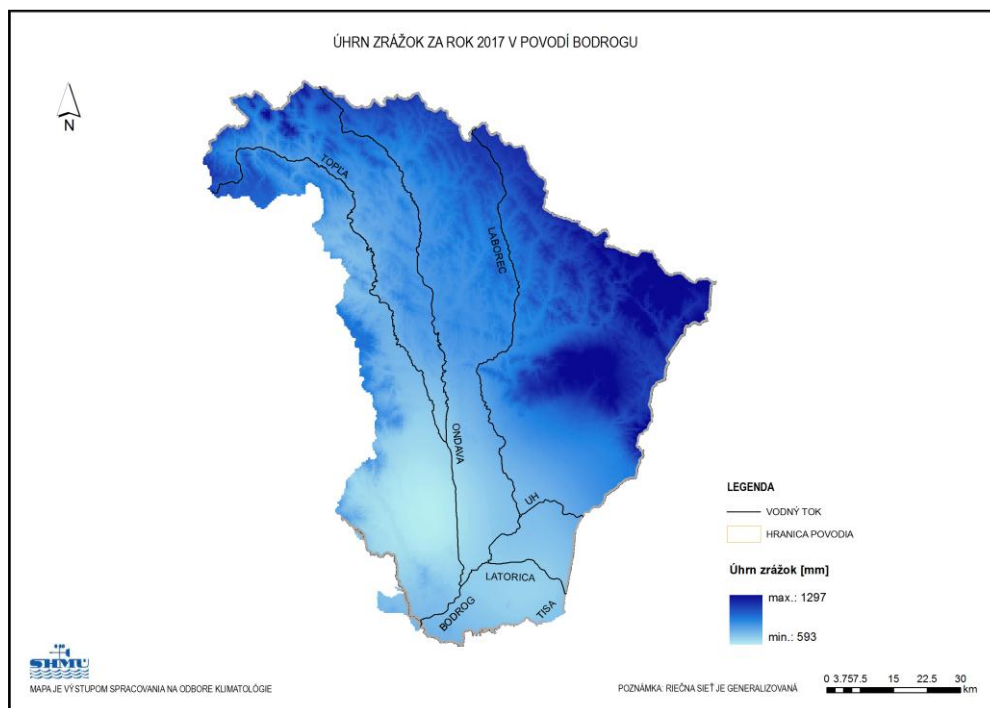 ÚHRN ZRÁŽOK ZA ROK 2017 V POVODÍ BODROGU
N
TOPĽA
LABOREC
ONDAVA
UH
LATORICA
BODROG
TISA
LEGENDA
VODNÝ TOK
HRANICA POVODIA
Úhrn zrážok [mm]
max.: 1297
min.: 593
SHMÚ
MAPA JE VÝSTUPOM SPRACOVANIA NA ODBORE KLIMATOLÓGIE
POZNÁMKA: RIEČNA SIEŤ JE GENERALIZOVANÁ
0 3.757.5 15 22.5 30
km